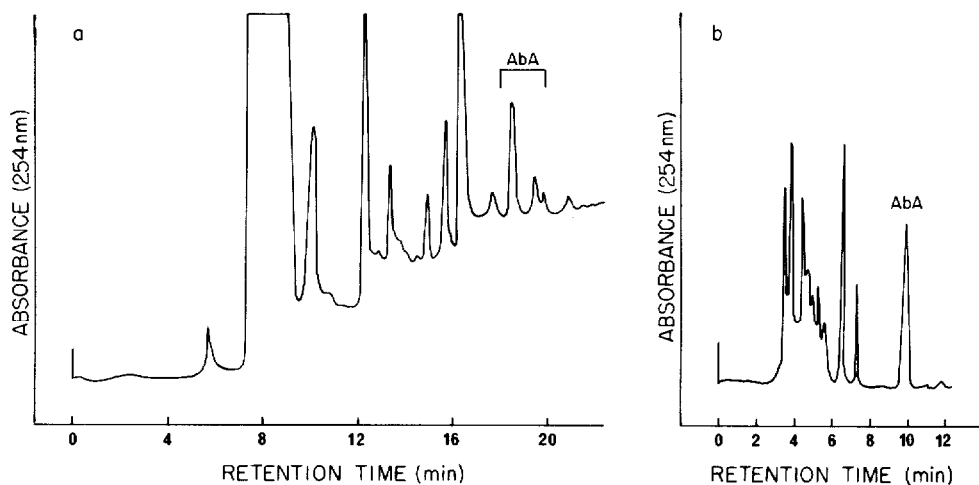 a
AbA
ABSORBANCE (254nm)
0 4 8 12 16 20
RETENTION TIME (min)
b
AbA
ABSORBANCE (254nm)
0 2 4 6 8 10 12
RETENTION TIME (min)